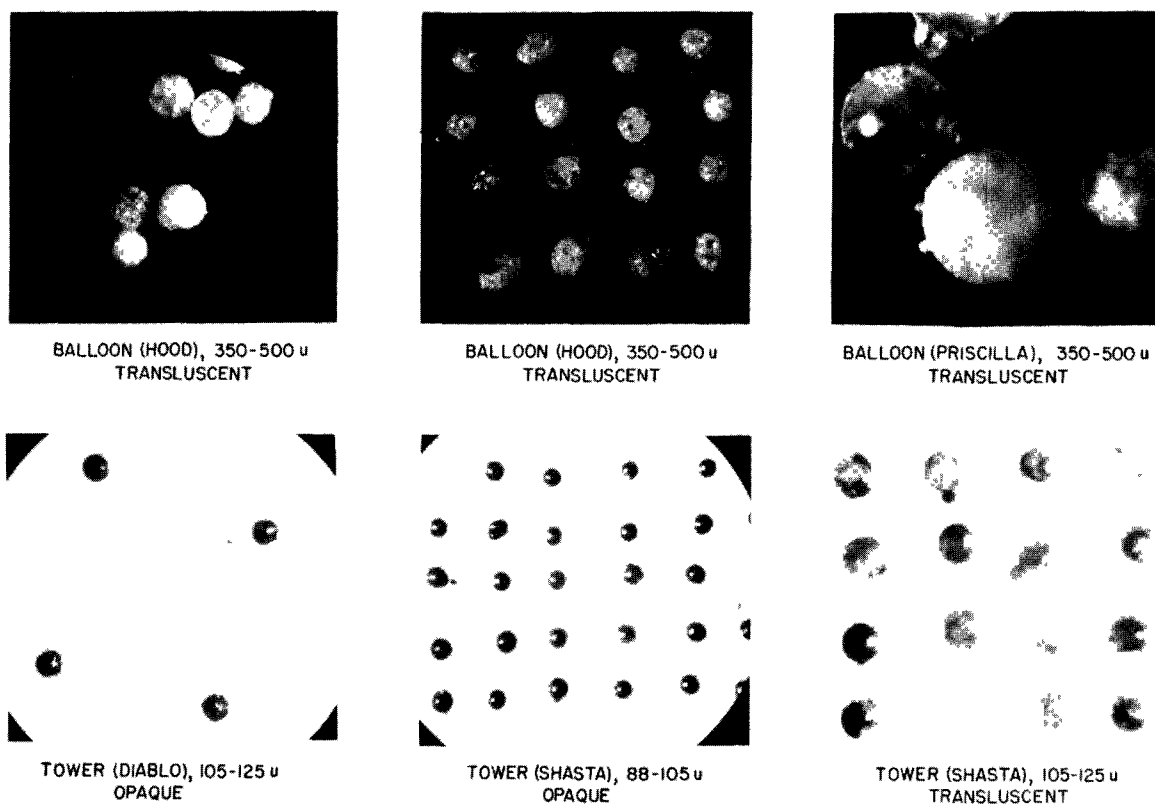 BALLOON (HOOD), 350-500 u
TRANSLUSCENT
BALLOON (HOOD), 350-500 u
TRANSLUSCENT
BALLOON (PRISCILLA), 350-500 u
TRANSLUSCENT
TOWER (DIABLO), 105-125 u
OPAQUE
TOWER (SHASTA), 88-105 u
OPAQUE
TOWER (SHASTA), 105-125 u
TRANSLUSCENT